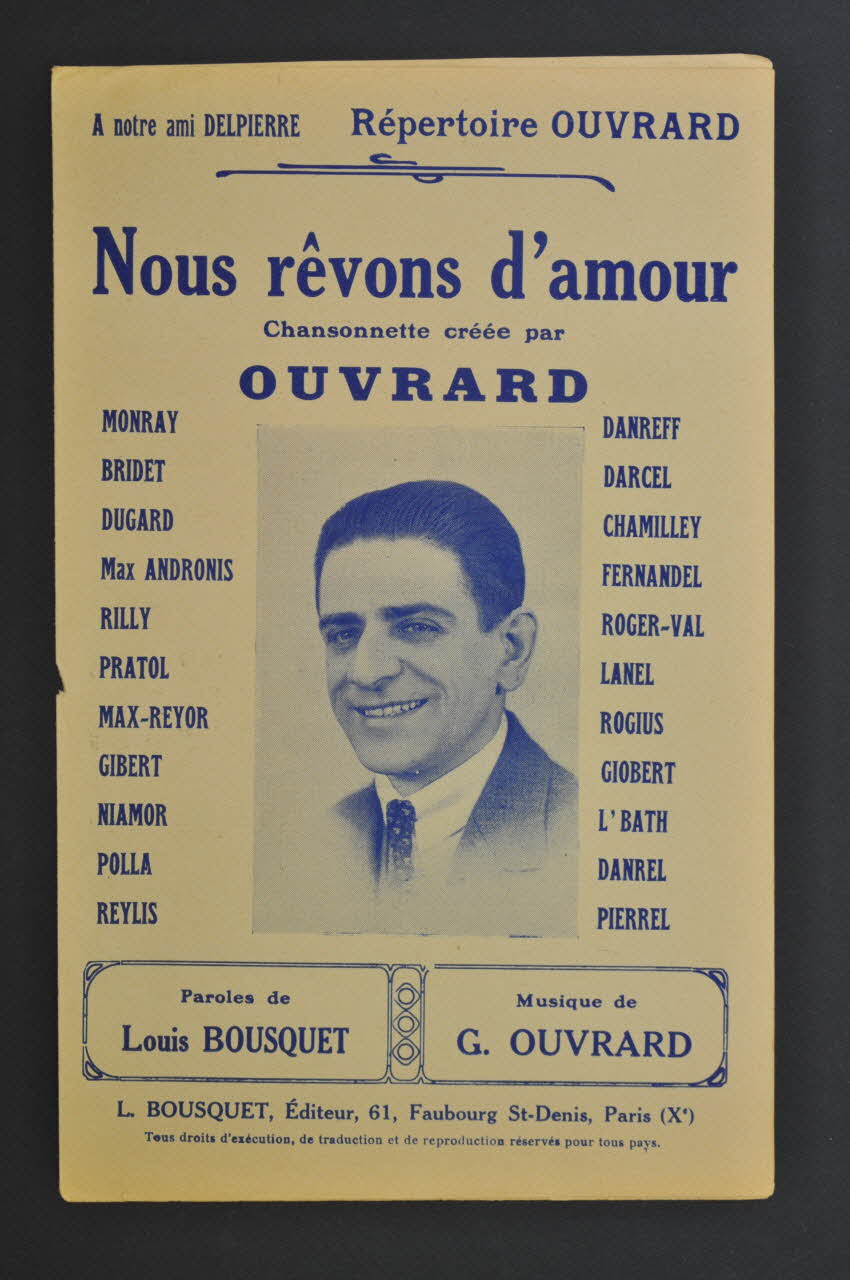 A notre ami DELPIERRE
Répertoire OUVRARD
Nous rêvons d'amour
Chansonnette créée par
OUVRARD
MONRAY
BRIDET
DUGARD
Max ANDRONIS
RILLY
PRATOL
MAX-REYOR
GIBERT
NIAMOR
POLLA
REYLIS
DANREFF
DARCEL
CHAMILLEY
FERNANDEL
ROGER-VAL
LANEL
ROGIUS
GIOBERT
L'BATH
DANREL
PIERREL
Paroles de
Louis BOUSQUET
Musique de
G. OUVRARD
L. BOUSQUET, Éditeur, 61, Faubourg St-Denis, Paris (Xᵉ)
Tous droits d'exécution, de traduction et de reproduction réservés pour tous pays.